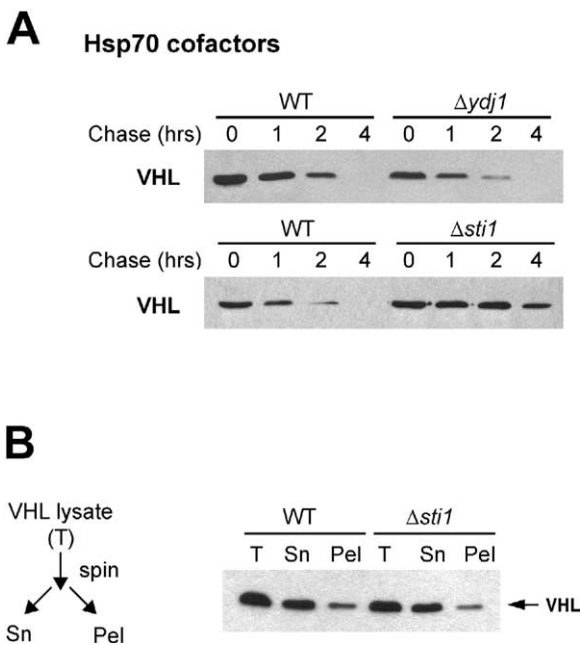 A
Hsp70 cofactors
WT Δydj1
Chase (hrs) 0 1 2 4 0 1 2 4
VHL
WT Δsti1
Chase (hrs) 0 1 2 4 0 1 2 4
VHL
B
VHL lysate
(T)
spin
Sn Pel
WT Δsti1
T Sn Pel T Sn Pel
VHL